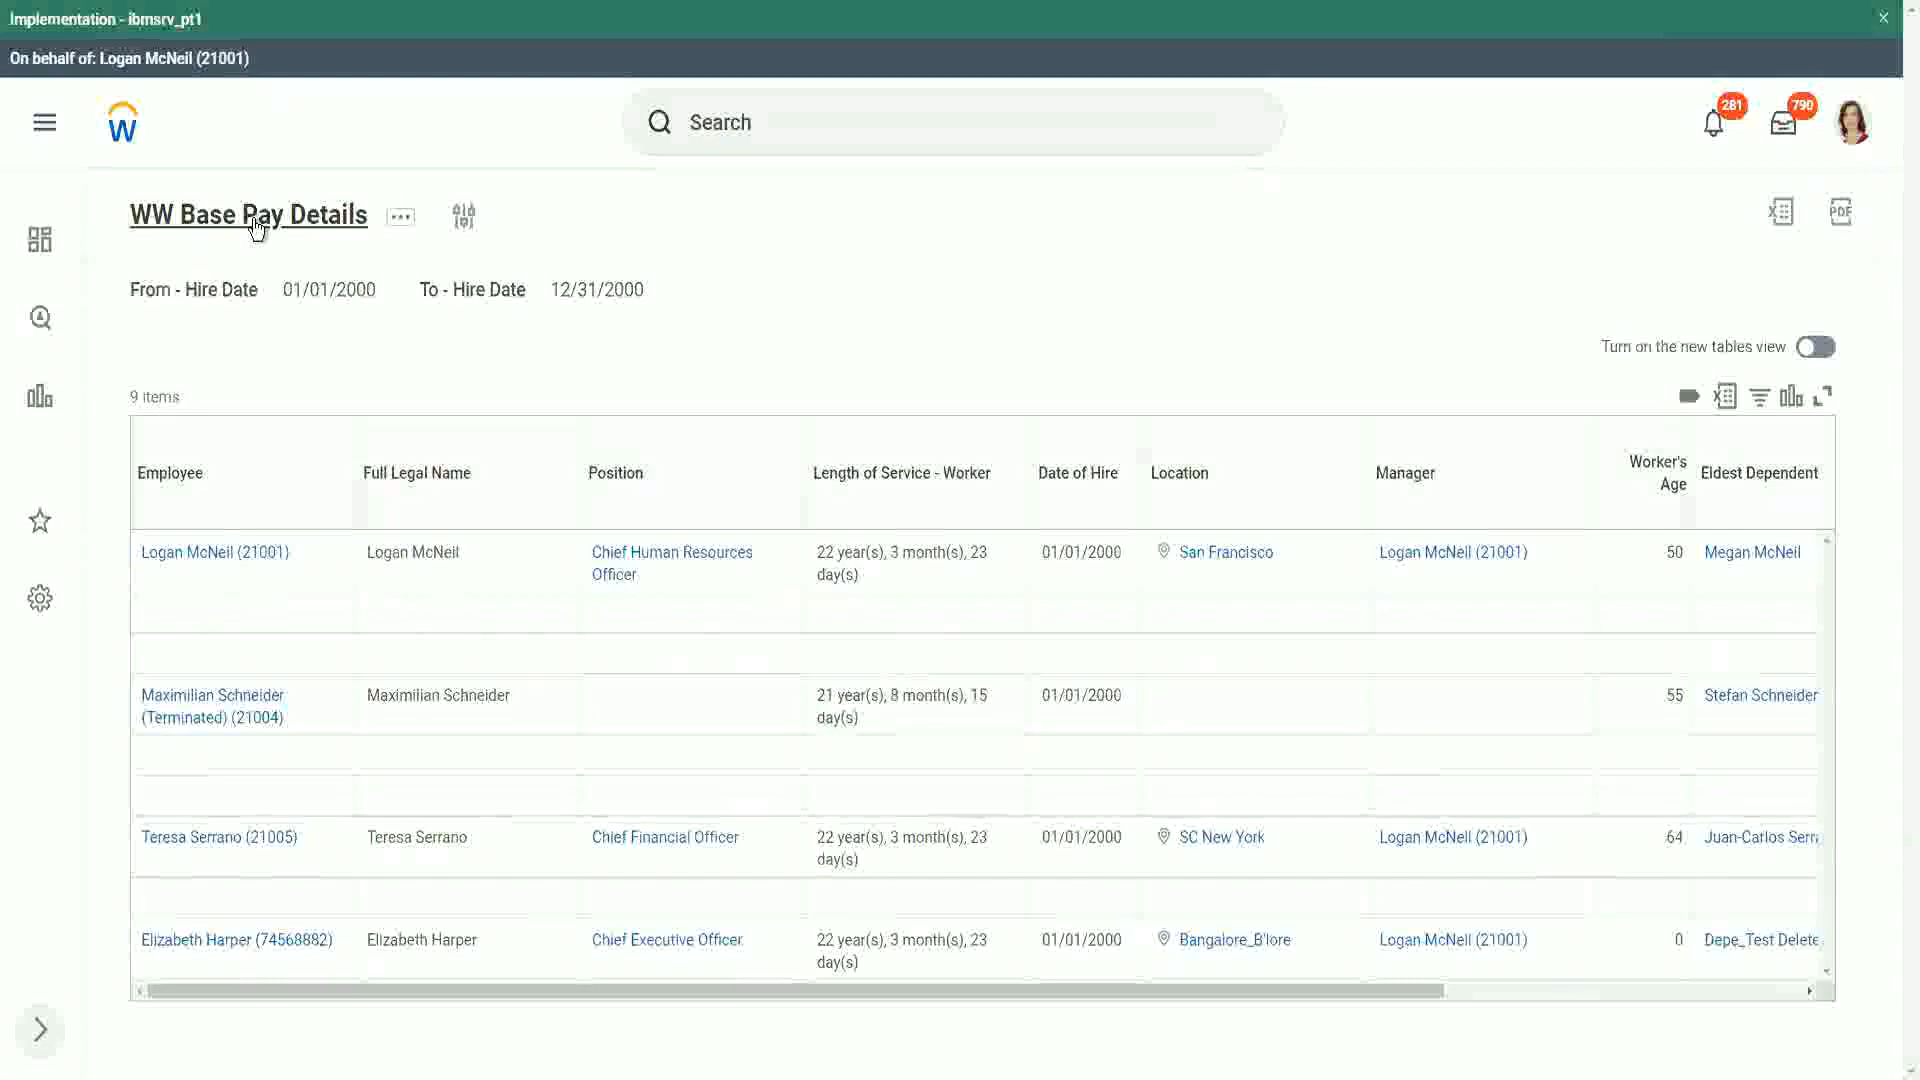 Implementation - ibmsrv_pt1
On behalf of: Logan McNeil (21001)
W
Search
281
790
WW Base Pay Details
PDF
From - Hire Date 01/01/2000 To - Hire Date 12/31/2000
Turn on the new tables view
9 items
Employee Full Legal Name Position Length of Service - Worker Date of Hire Location Manager Worker's Age Eldest Dependent
Logan McNeil (21001) Logan McNeil Chief Human Resources 22 year(s), 3 month(s), 23 01/01/2000 San Francisco Logan McNeil (21001) 50 Megan McNeil
Officer day(s)
Maximilian Schneider Maximilian Schneider 21 year(s), 8 month(s), 15 01/01/2000 55 Stefan Schneider
(Terminated) (21004) day(s)
Teresa Serrano (21005) Teresa Serrano Chief Financial Officer 22 year(s), 3 month(s), 23 01/01/2000 SC New York Logan McNeil (21001) 64 Juan-Carlos Serra
day(s)
Elizabeth Harper (74568882) Elizabeth Harper Chief Executive Officer 22 year(s), 3 month(s), 23 01/01/2000 Bangalore_B'lore Logan McNeil (21001) 0 Depe_Test Delete
day(s)